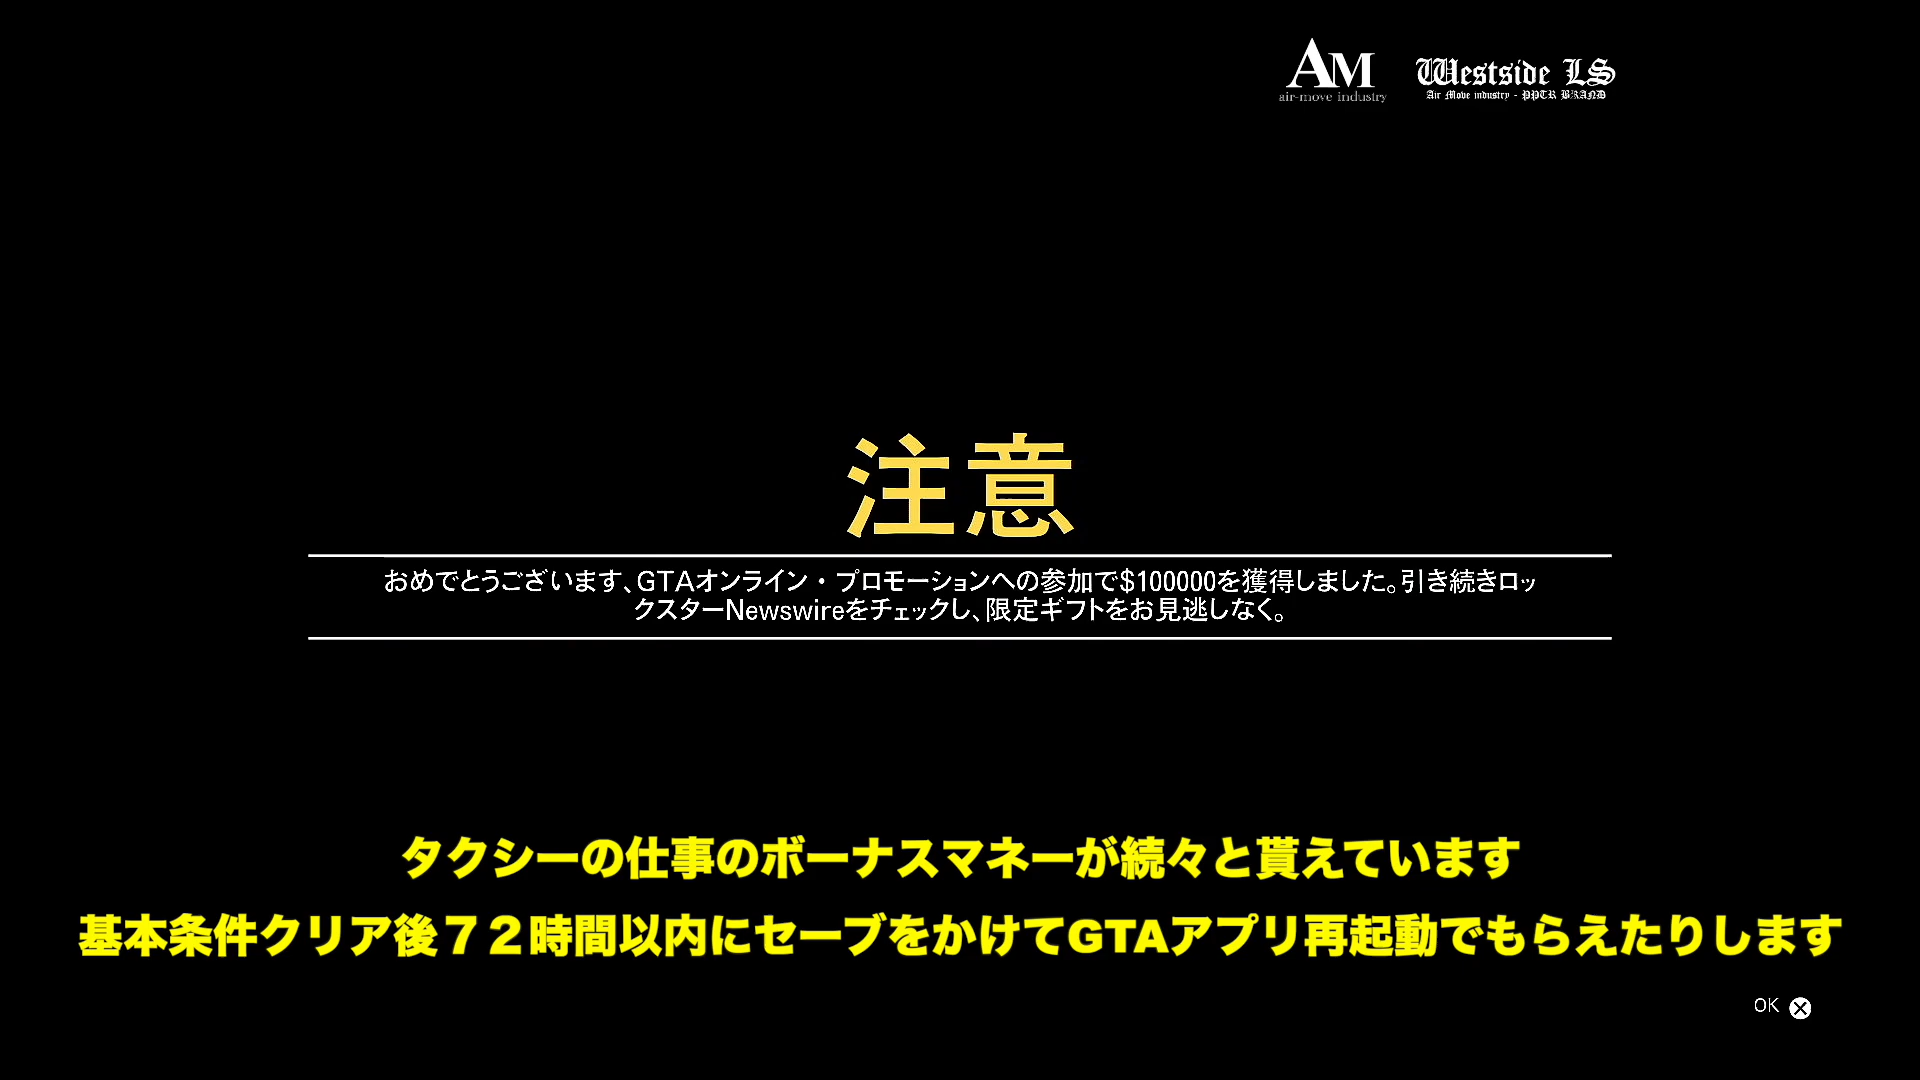 AM
air-move industry
Westside LS
Air Move industry - PPTR BRAND
注意
おめでとうございます、GTAオンライン・プロモーションへの参加で$100000を獲得しました。引き続きロッ
クスターNewswireをチェックし、限定ギフトをお見逃しなく。
タクシーの仕事のボーナスマネーが続々と貰えています
基本条件クリア後７２時間以内にセーブをかけてGTAアプリ再起動でもらえたりします
OK